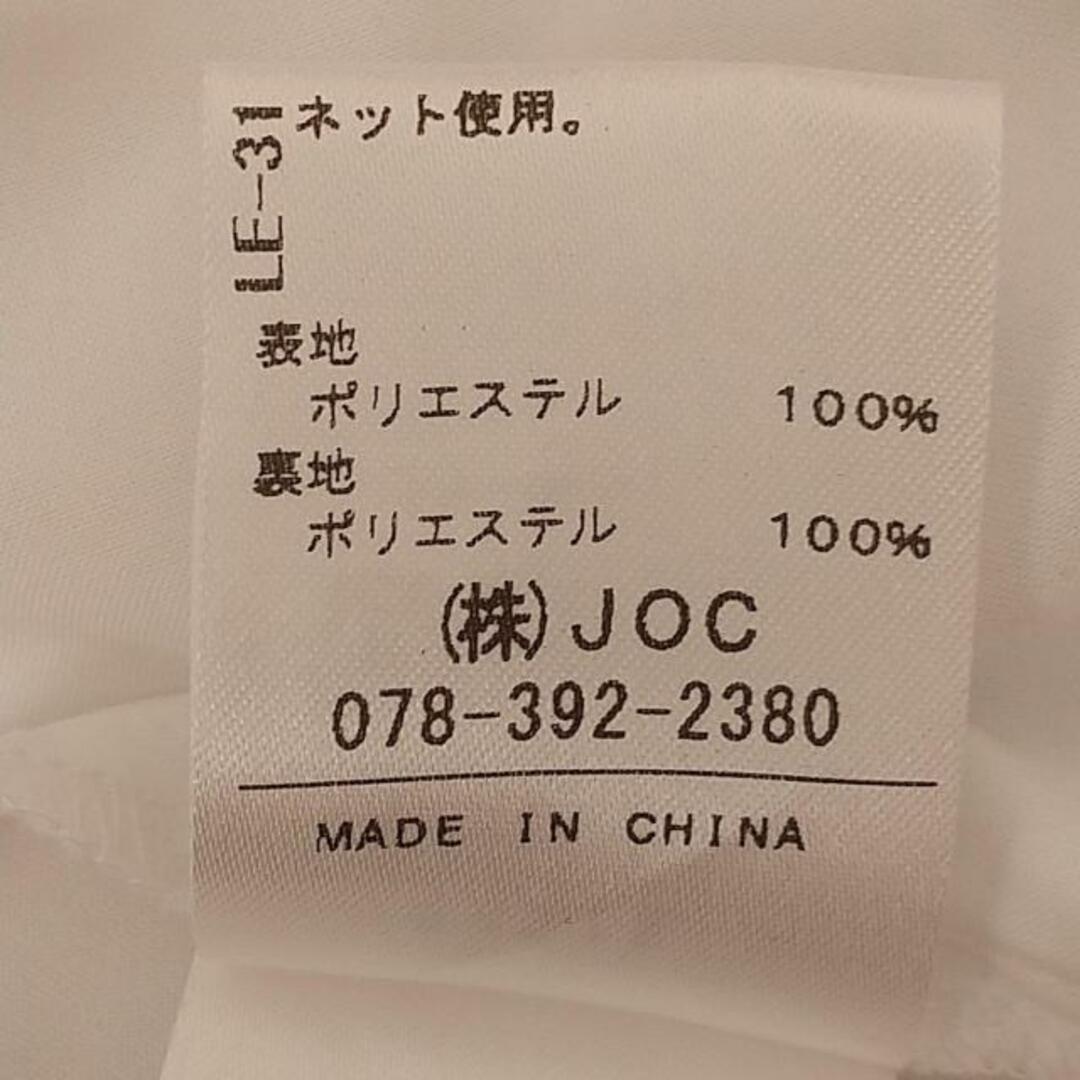 ネット使用。
LE-31
表地
ポリエステル 100%
裏地
ポリエステル 100%
(株)JOC
078-392-2380
MADE IN CHINA